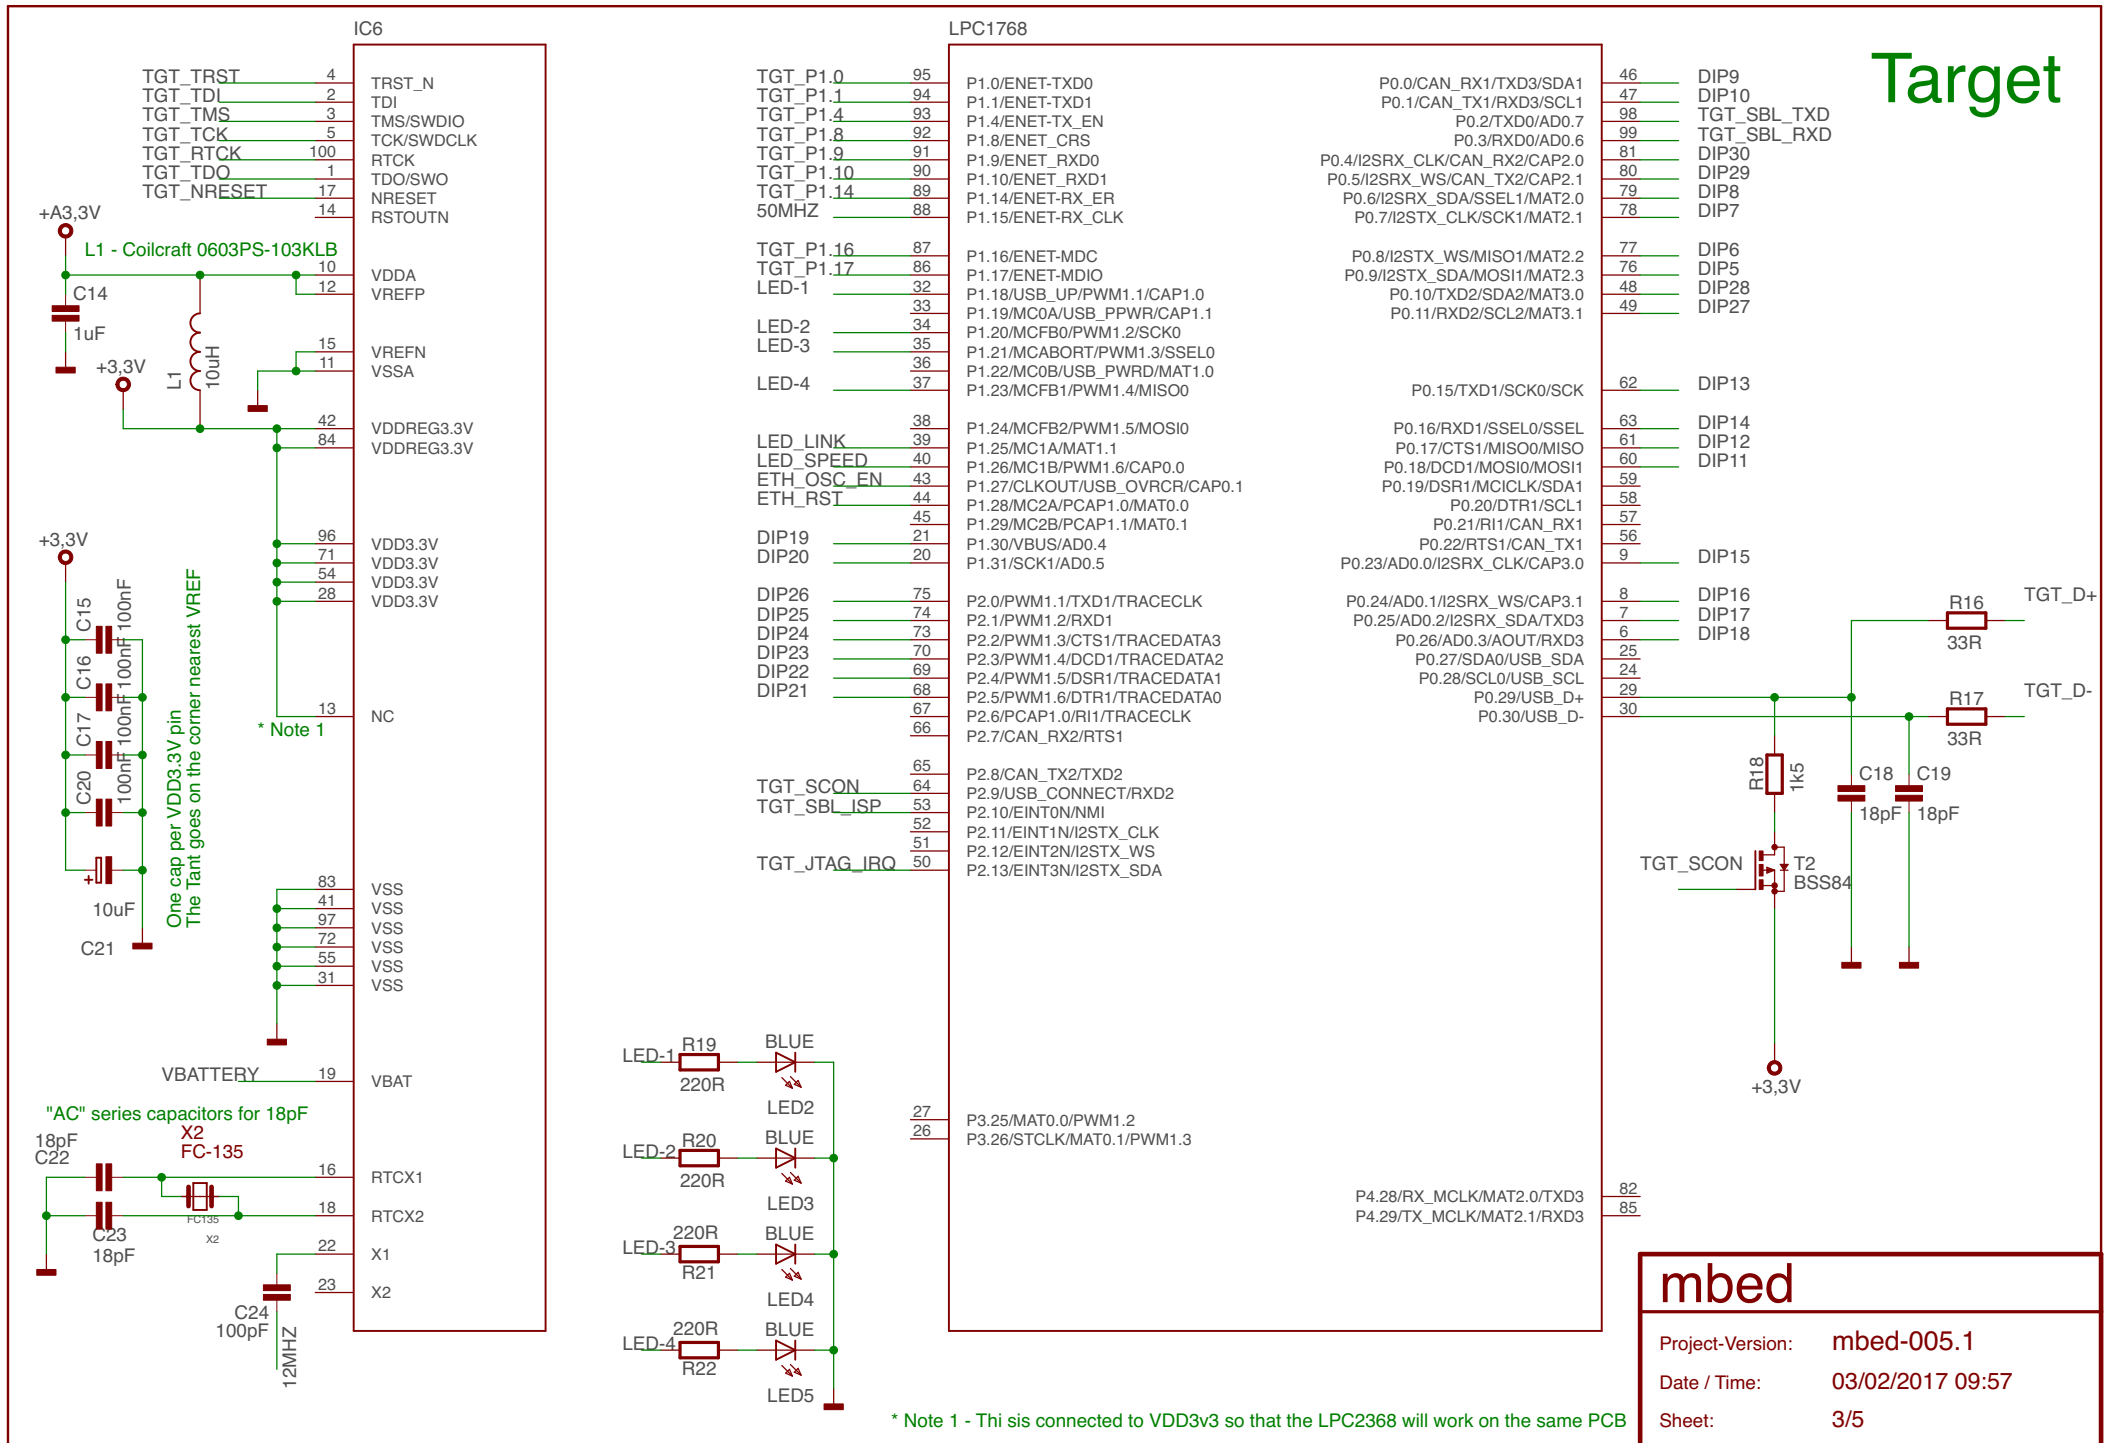 Target
IC6
TGT_TRST 4 TRST_N
TGT_TDI 2 TDI
TGT_TMS 3 TMS/SWDIO
TGT_TCK 5 TCK/SWDCLK
TGT_RTCK 100 RTCK
TGT_TDO 1 TDO/SWO
TGT_NRESET 17 NRESET
14 RSTOUTN
+A3,3V
L1 - Coilcraft 0603PS-103KLB
10 VDDA
12 VREFP
C14
1uF
L1
10uH
15 VREFN
11 VSSA
+3,3V
42 VDDREG3.3V
84 VDDREG3.3V
96 VDD3.3V
71 VDD3.3V
54 VDD3.3V
28 VDD3.3V
13 NC
* Note 1
+3,3V
C15 100nF
C16 100nF
C17 100nF
C20 100nF
10uF
C21
One cap per VDD3.3V pin
The Tant goes on the corner nearest VREF
83 VSS
41 VSS
97 VSS
72 VSS
55 VSS
31 VSS
VBATTERY 19 VBAT
"AC" series capacitors for 18pF
X2
FC-135
18pF
C22
16 RTCX1
18 RTCX2
FC135
X2
C23
18pF
22 X1
23 X2
C24
100pF
12MHZ
LPC1768
TGT_P1.0 95 P1.0/ENET-TXD0
TGT_P1.1 94 P1.1/ENET-TXD1
TGT_P1.4 93 P1.4/ENET-TX_EN
TGT_P1.8 92 P1.8/ENET_CRS
TGT_P1.9 91 P1.9/ENET_RXD0
TGT_P1.10 90 P1.10/ENET_RXD1
TGT_P1.14 89 P1.14/ENET-RX_ER
50MHZ 88 P1.15/ENET-RX_CLK
TGT_P1.16 87 P1.16/ENET-MDC
TGT_P1.17 86 P1.17/ENET-MDIO
LED-1 32 P1.18/USB_UP/PWM1.1/CAP1.0
33 P1.19/MC0A/USB_PPWR/CAP1.1
LED-2 34 P1.20/MCFB0/PWM1.2/SCK0
LED-3 35 P1.21/MCABORT/PWM1.3/SSEL0
36 P1.22/MC0B/USB_PWRD/MAT1.0
LED-4 37 P1.23/MCFB1/PWM1.4/MISO0
38 P1.24/MCFB2/PWM1.5/MOSI0
LED_LINK 39 P1.25/MC1A/MAT1.1
LED_SPEED 40 P1.26/MC1B/PWM1.6/CAP0.0
ETH_OSC_EN 43 P1.27/CLKOUT/USB_OVRCR/CAP0.1
ETH_RST 44 P1.28/MC2A/PCAP1.0/MAT0.0
45 P1.29/MC2B/PCAP1.1/MAT0.1
DIP19 21 P1.30/VBUS/AD0.4
DIP20 20 P1.31/SCK1/AD0.5
DIP26 75 P2.0/PWM1.1/TXD1/TRACECLK
DIP25 74 P2.1/PWM1.2/RXD1
DIP24 73 P2.2/PWM1.3/CTS1/TRACEDATA3
DIP23 70 P2.3/PWM1.4/DCD1/TRACEDATA2
DIP22 69 P2.4/PWM1.5/DSR1/TRACEDATA1
DIP21 68 P2.5/PWM1.6/DTR1/TRACEDATA0
67 P2.6/PCAP1.0/RI1/TRACECLK
66 P2.7/CAN_RX2/RTS1
65 P2.8/CAN_TX2/TXD2
TGT_SCON 64 P2.9/USB_CONNECT/RXD2
TGT_SBL_ISP 53 P2.10/EINT0N/NMI
52 P2.11/EINT1N/I2STX_CLK
51 P2.12/EINT2N/I2STX_WS
TGT_JTAG_IRQ 50 P2.13/EINT3N/I2STX_SDA
27 P3.25/MAT0.0/PWM1.2
26 P3.26/STCLK/MAT0.1/PWM1.3
P0.0/CAN_RX1/TXD3/SDA1 46 DIP9
P0.1/CAN_TX1/RXD3/SCL1 47 DIP10
P0.2/TXD0/AD0.7 98 TGT_SBL_TXD
P0.3/RXD0/AD0.6 99 TGT_SBL_RXD
P0.4/I2SRX_CLK/CAN_RX2/CAP2.0 81 DIP30
P0.5/I2SRX_WS/CAN_TX2/CAP2.1 80 DIP29
P0.6/I2SRX_SDA/SSEL1/MAT2.0 79 DIP8
P0.7/I2STX_CLK/SCK1/MAT2.1 78 DIP7
P0.8/I2STX_WS/MISO1/MAT2.2 77 DIP6
P0.9/I2STX_SDA/MOSI1/MAT2.3 76 DIP5
P0.10/TXD2/SDA2/MAT3.0 48 DIP28
P0.11/RXD2/SCL2/MAT3.1 49 DIP27
P0.15/TXD1/SCK0/SCK 62 DIP13
P0.16/RXD1/SSEL0/SSEL 63 DIP14
P0.17/CTS1/MISO0/MISO 61 DIP12
P0.18/DCD1/MOSI0/MOSI1 60 DIP11
P0.19/DSR1/MCICLK/SDA1 59
P0.20/DTR1/SCL1 58
P0.21/RI1/CAN_RX1 57
P0.22/RTS1/CAN_TX1 56
P0.23/AD0.0/I2SRX_CLK/CAP3.0 9 DIP15
P0.24/AD0.1/I2SRX_WS/CAP3.1 8 DIP16
P0.25/AD0.2/I2SRX_SDA/TXD3 7 DIP17
P0.26/AD0.3/AOUT/RXD3 6 DIP18
P0.27/SDA0/USB_SDA 25
P0.28/SCL0/USB_SCL 24
P0.29/USB_D+ 29
P0.30/USB_D- 30
P4.28/RX_MCLK/MAT2.0/TXD3 82
P4.29/TX_MCLK/MAT2.1/RXD3 85
R16
33R
TGT_D+
R17
33R
TGT_D-
R18
1k5
C18
18pF
C19
18pF
TGT_SCON
T2
BSS84
+3,3V
LED-1 R19 220R BLUE LED2
LED-2 R20 220R BLUE LED3
LED-3 220R R21 BLUE LED4
LED-4 220R R22 BLUE LED5
* Note 1 - Thi sis connected to VDD3v3 so that the LPC2368 will work on the same PCB
mbed
Project-Version: mbed-005.1
Date / Time: 03/02/2017 09:57
Sheet: 3/5